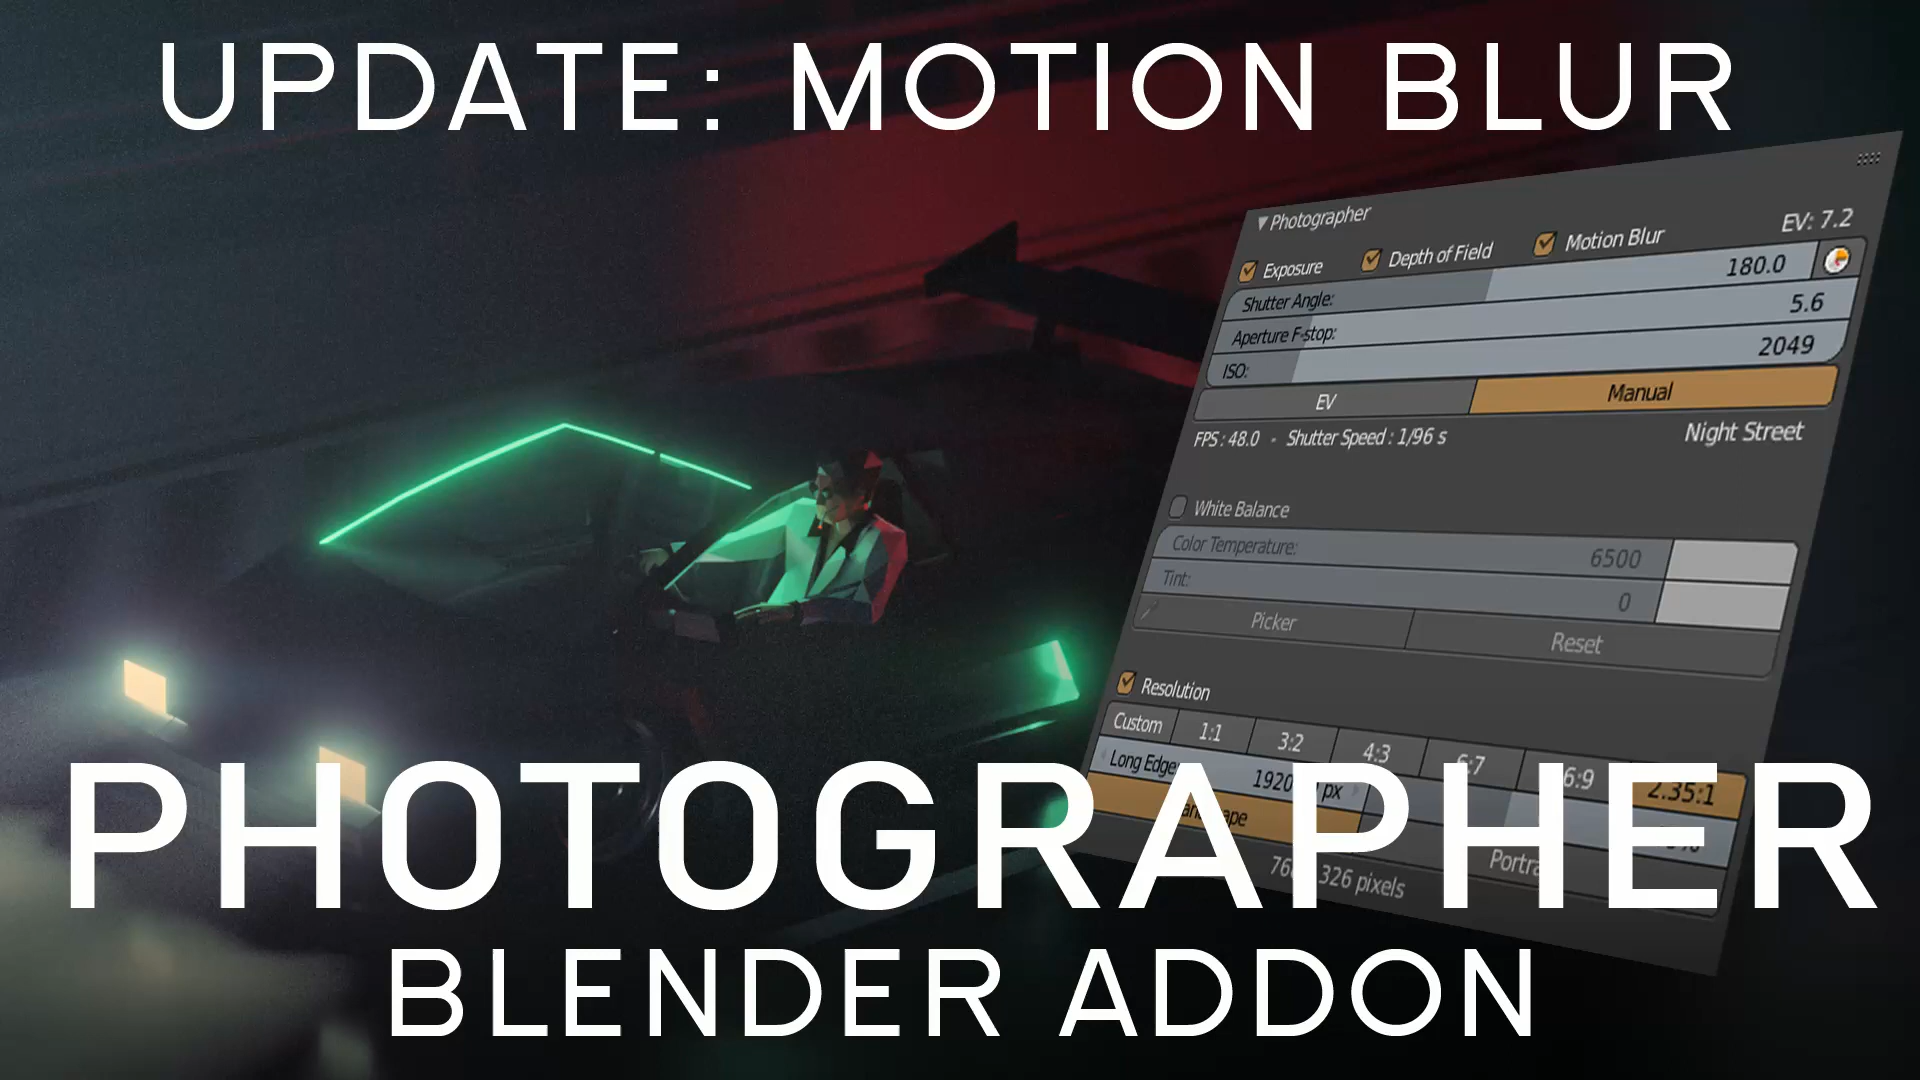 UPDATE: MOTION BLUR
Photographer
Exposure Depth of Field Motion Blur EV: 7.2
Shutter Angle: 180.0
Aperture F-stop: 5.6
ISO: 2049
EV Manual
FPS : 48.0 - Shutter Speed : 1/96 s Night Street
White Balance
Color Temperature: 6500
Tint: 0
Picker Reset
Resolution
Custom 1:1 3:2 4:3 6:7 6:9 2.35:1
Long Edge: 1920 px
326 pixels
PHOTOGRAPHER
BLENDER ADDON